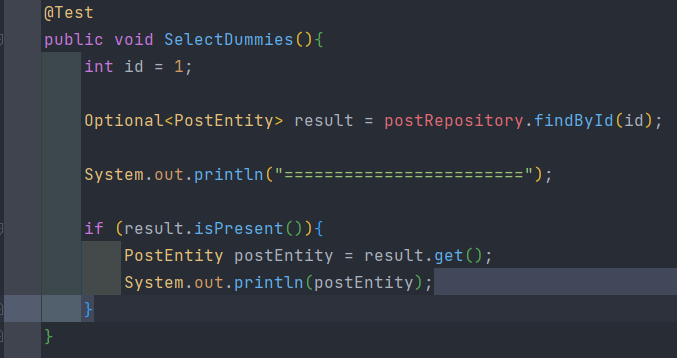 @Test
public void SelectDummies(){
int id = 1;
Optional<PostEntity> result = postRepository.findById(id);
System.out.println("========================");
if (result.isPresent()){
PostEntity postEntity = result.get();
System.out.println(postEntity);
}
}